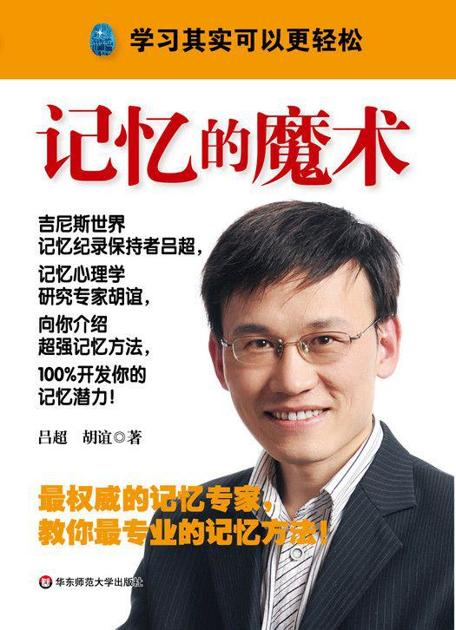 学习其实可以更轻松
记忆的魔术
吉尼斯世界
记忆纪录保持者吕超，
记忆心理学
研究专家胡谊，
向你介绍
超强记忆方法，
100%开发你的
记忆潜力！
吕超 胡谊◎著
最权威的记忆专家，
教你最专业的记忆方法！
华东师范大学出版社